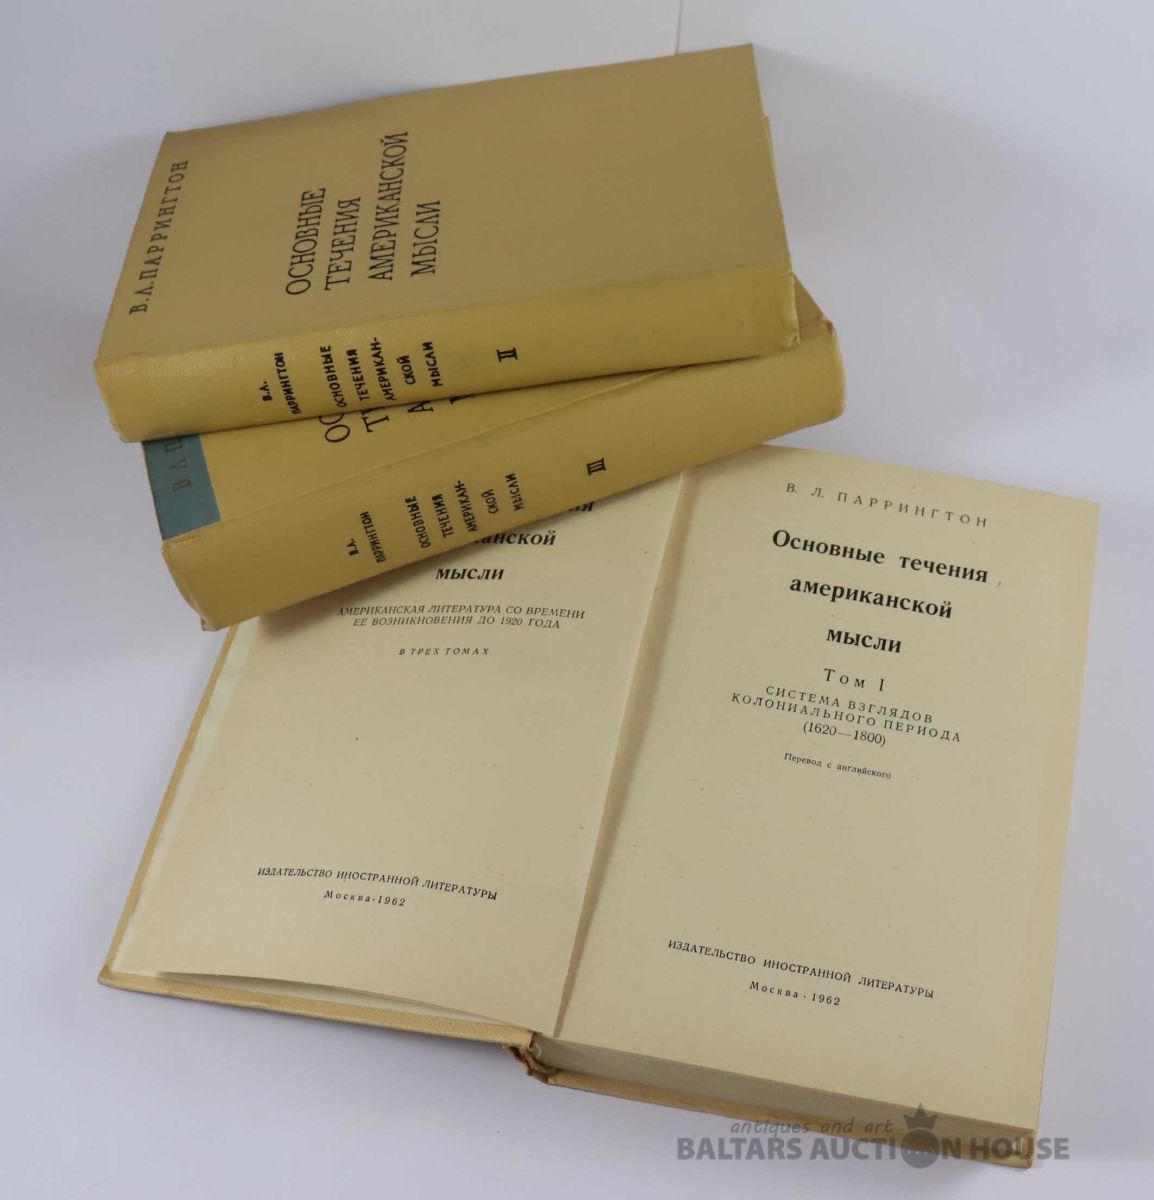 В.Л.ПАРРИНГТОН
ОСНОВНЫЕ
ТЕЧЕНИЯ
АМЕРИКАНСКОЙ
МЫСЛИ
В.Л.
ПАРРИНГТОН
ОСНОВНЫЕ
ТЕЧЕНИЯ
АМЕРИКАН-
СКОЙ
МЫСЛИ
II
В.Л.
ПАРРИНГТОН
ОСНОВНЫЕ
ТЕЧЕНИЯ
АМЕРИКАН-
СКОЙ
МЫСЛИ
III
мысли
АМЕРИКАНСКАЯ ЛИТЕРАТУРА СО ВРЕМЕНИ
ЕЕ ВОЗНИКНОВЕНИЯ ДО 1920 ГОДА
В ТРЕХ ТОМАХ
ИЗДАТЕЛЬСТВО ИНОСТРАННОЙ ЛИТЕРАТУРЫ
Москва·1962
В. Л. ПАРРИНГТОН
Основные течения
американской
мысли
Том I
СИСТЕМА ВЗГЛЯДОВ
КОЛОНИАЛЬНОГО ПЕРИОДА
(1620—1800)
Перевод с английского
ИЗДАТЕЛЬСТВО ИНОСТРАННОЙ ЛИТЕРАТУРЫ
Москва · 1962
antiques and art
BALTARS AUCTION HOUSE